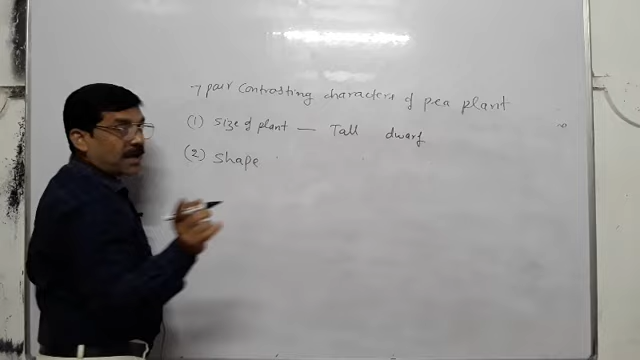 7 pair contrasting characters of pea plant
(1) Size of plant — Tall dwarf
(2) Shape